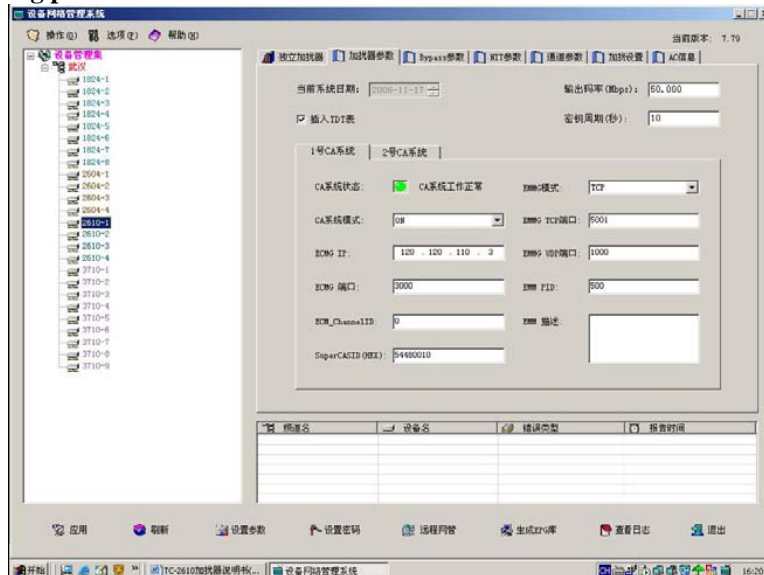 设备网络管理系统
操作(O) 选项(P) 帮助(H)
当前版本: 7.79
设备管理集
武汉
1824-1
1824-2
1824-3
1824-4
1824-5
1824-6
1824-7
1824-8
2604-1
2604-2
2604-3
2604-4
2610-1
2610-2
2610-3
2610-4
3710-1
3710-2
3710-3
3710-4
3710-5
3710-6
3710-7
3710-8
3710-9
独立加扰器 加扰器参数 Bypass参数 NIT参数 通道参数 加扰设置 AC信息
当前系统日期: 2006-11-17 输出码率(Mbps): 50.000
插入TDT表 密钥周期(秒): 10
1号CA系统 2号CA系统
CA系统状态: CA系统工作正常 EMMG模式: TCP
CA系统模式: ON EMMG TCP端口: 5001
ECMG IP: 120 . 120 . 110 . 3 EMMG UDP端口: 1000
ECMG 端口: 3000 EMM PID: 500
ECM_ChannelID: 0 EMM 描述:
SuperCASID(HEX): 54480010
频道名 设备名 错误类型 报告时间
应用 刷新 设置参数 设置密码 远程网管 生成EPG库 查看日志 退出
开始 TC-2610加扰器说明书(... 设备网络管理系统 CH 16:20